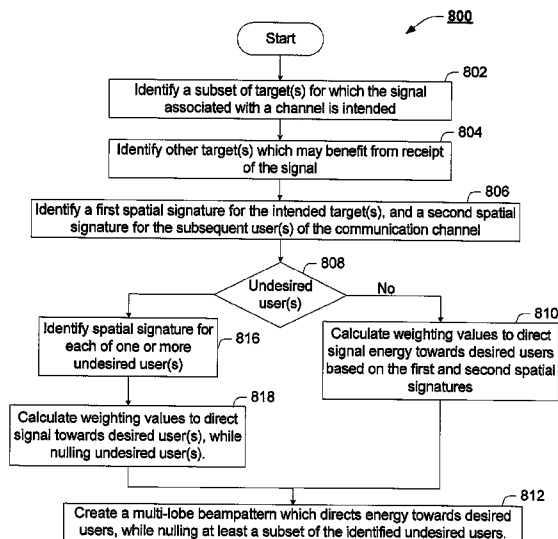 800
Start
802
Identify a subset of target(s) for which the signal
associated with a channel is intended
804
Identify other target(s) which may benefit from receipt
of the signal
806
Identify a first spatial signature for the intended target(s), and a second spatial
signature for the subsequent user(s) of the communication channel
808
Undesired
user(s)
No
810
Identify spatial signature for
each of one or more
undesired user(s)
816
Calculate weighting values to direct
signal energy towards desired users
based on the first and second spatial
signatures
818
Calculate weighting values to direct
signal towards desired user(s), while
nulling undesired user(s).
812
Create a multi-lobe beampattern which directs energy towards desired
users, while nulling at least a subset of the identified undesired users.